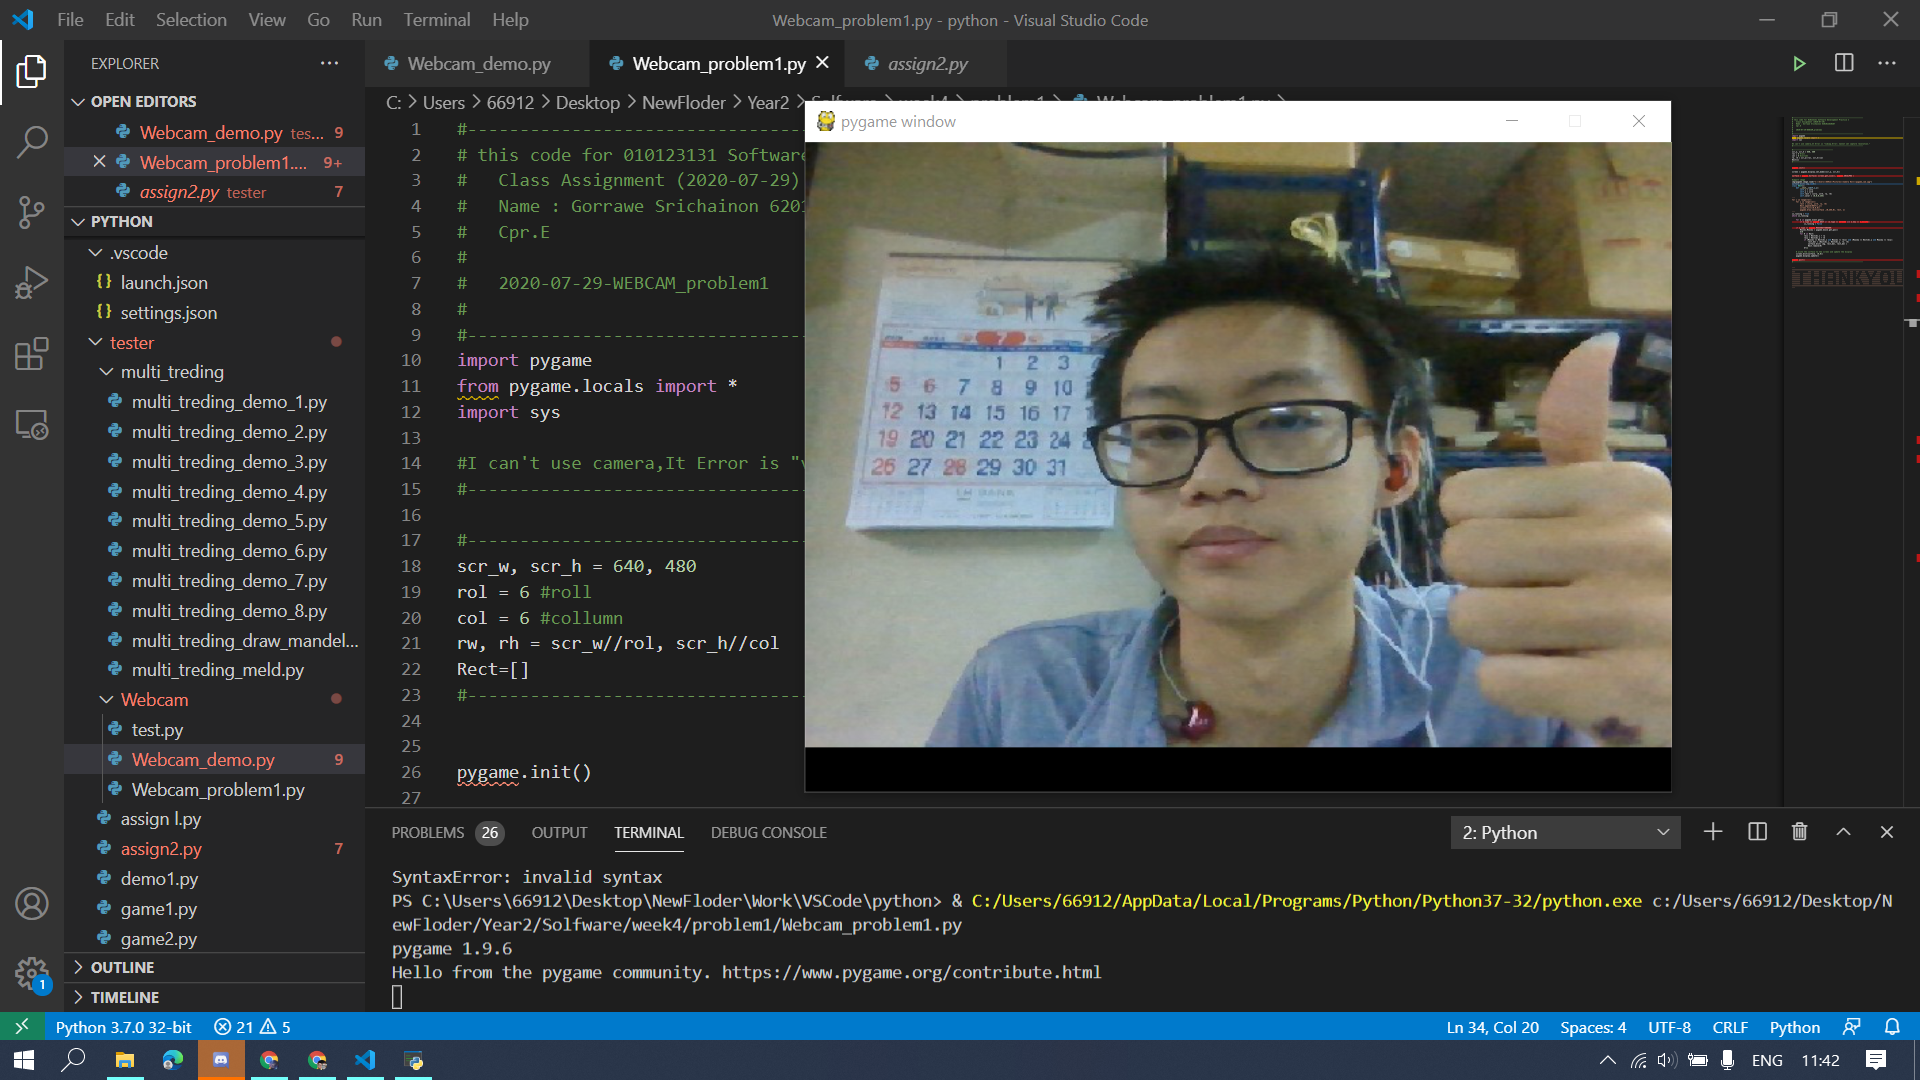 File Edit Selection View Go Run Terminal Help
Webcam_problem1.py - python - Visual Studio Code
EXPLORER
Webcam_demo.py
Webcam_problem1.py
assign2.py
OPEN EDITORS
Webcam_demo.py tes... 9
Webcam_problem1.... 9+
assign2.py tester 7
PYTHON
.vscode
{} launch.json
{} settings.json
tester
multi_treding
multi_treding_demo_1.py
multi_treding_demo_2.py
multi_treding_demo_3.py
multi_treding_demo_4.py
multi_treding_demo_5.py
multi_treding_demo_6.py
multi_treding_demo_7.py
multi_treding_demo_8.py
multi_treding_draw_mandel...
multi_treding_meld.py
Webcam
test.py
Webcam_demo.py 9
Webcam_problem1.py
assign I.py
assign2.py 7
demo1.py
game1.py
game2.py
OUTLINE
TIMELINE
1
C: > Users > 66912 > Desktop > NewFloder > Year2 >
1 #---------------------------------
2 # this code for 010123131 Software
3 #   Class Assignment (2020-07-29)
4 #   Name : Gorrawe Srichainon 6201
5 #   Cpr.E
6 #
7 #   2020-07-29-WEBCAM_problem1
8 #
9 #---------------------------------
10 import pygame
11 from pygame.locals import *
12 import sys
13
14 #I can't use camera,It Error is "v
15 #---------------------------------
16
17 #---------------------------------
18 scr_w, scr_h = 640, 480
19 rol = 6 #roll
20 col = 6 #collumn
21 rw, rh = scr_w//rol, scr_h//col
22 Rect=[]
23 #---------------------------------
24
25
26 pygame.init()
27
pygame window
7
1 2 3
5 6 7 8 9 10
12 13 14 15 16 17
19 20 21 22 23 24
26 27 28 29 30 31
THANKYOU
PROBLEMS 26 OUTPUT TERMINAL DEBUG CONSOLE
2: Python
SyntaxError: invalid syntax
PS C:\Users\66912\Desktop\NewFloder\Work\VSCode\python> & C:/Users/66912/AppData/Local/Programs/Python/Python37-32/python.exe c:/Users/66912/Desktop/N
ewFloder/Year2/Solfware/week4/problem1/Webcam_problem1.py
pygame 1.9.6
Hello from the pygame community. https://www.pygame.org/contribute.html
Python 3.7.0 32-bit 21 5
Ln 34, Col 20 Spaces: 4 UTF-8 CRLF Python
ENG 11:42